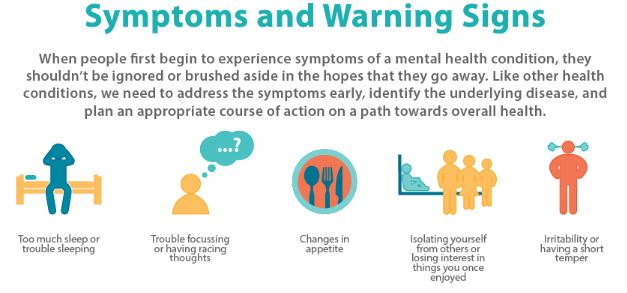 Symptoms and Warning Signs
When people first begin to experience symptoms of a mental health condition, they
shouldn't be ignored or brushed aside in the hopes that they go away. Like other health
conditions, we need to address the symptoms early, identify the underlying disease, and
plan an appropriate course of action on a path towards overall health.
...?
Too much sleep or
trouble sleeping
Trouble focussing
or having racing
thoughts
Changes in
appetite
Isolating yourself
from others or
losing interest in
things you once
enjoyed
Irritability or
having a short
temper